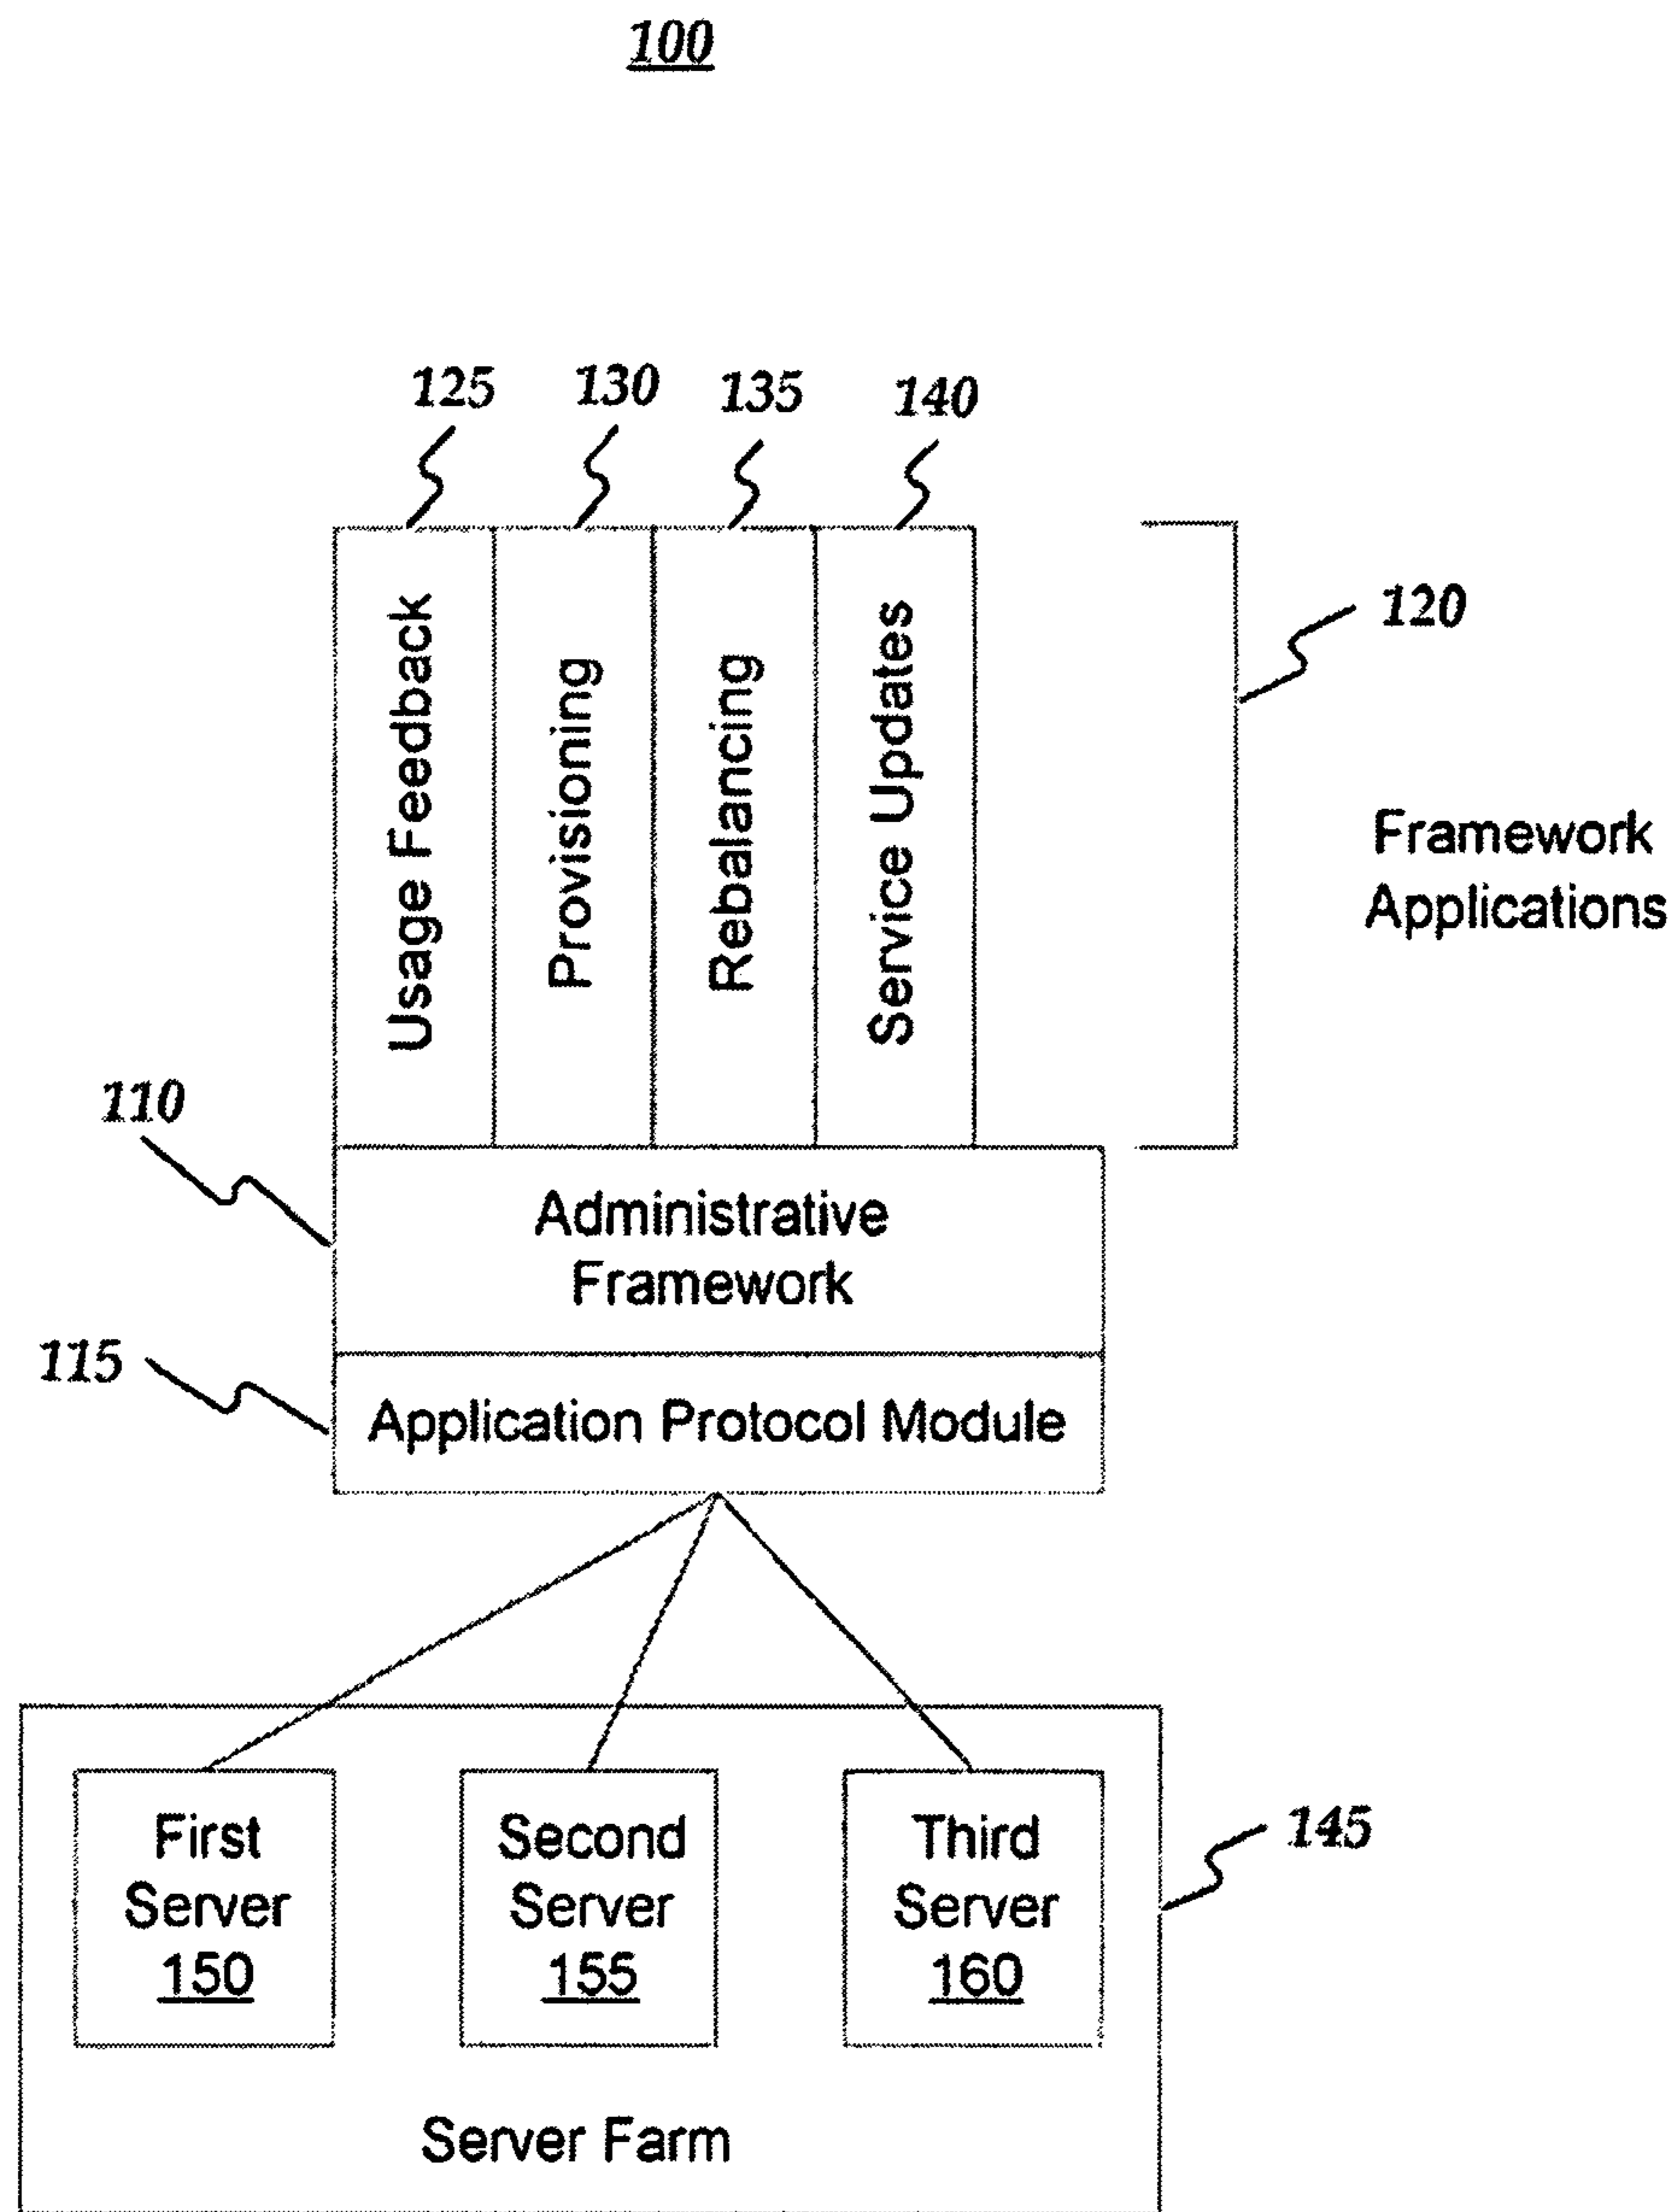 100
125
130
135
140
Usage Feedback
Provisioning
Rebalancing
Service Updates
120
Framework
Applications
110
Administrative
Framework
115
Application Protocol Module
First
Server
150
Second
Server
155
Third
Server
160
145
Server Farm